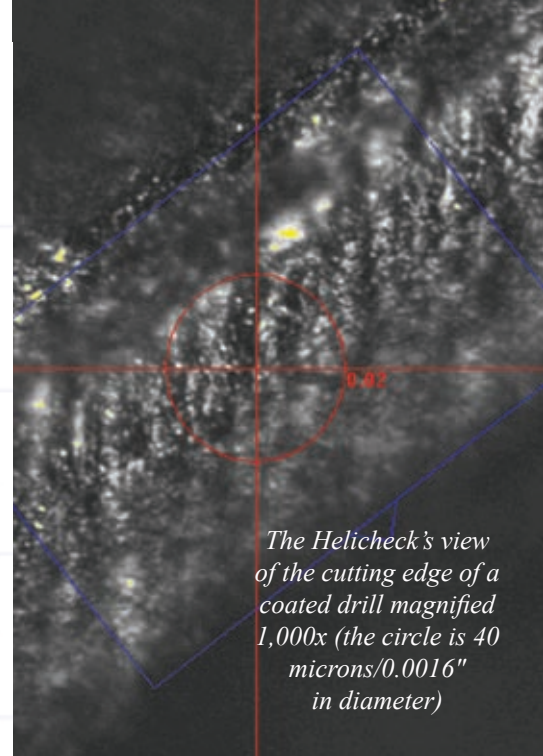 0.02
The Helicheck’s view
of the cutting edge of a
coated drill magnified
1,000x (the circle is 40
microns/0.0016"
in diameter)